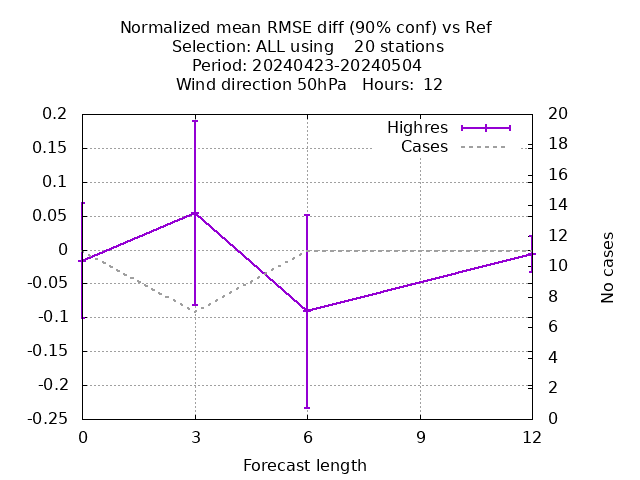 Normalized mean RMSE diff (90% conf) vs Ref
Selection: ALL using    20 stations
Period: 20240423-20240504
Wind direction 50hPa   Hours:  12
0.2
0.15
0.1
0.05
0
-0.05
-0.1
-0.15
-0.2
-0.25
Highres
Cases
20
18
16
14
12
10
8
6
4
2
0
No cases
0 3 6 9 12
Forecast length